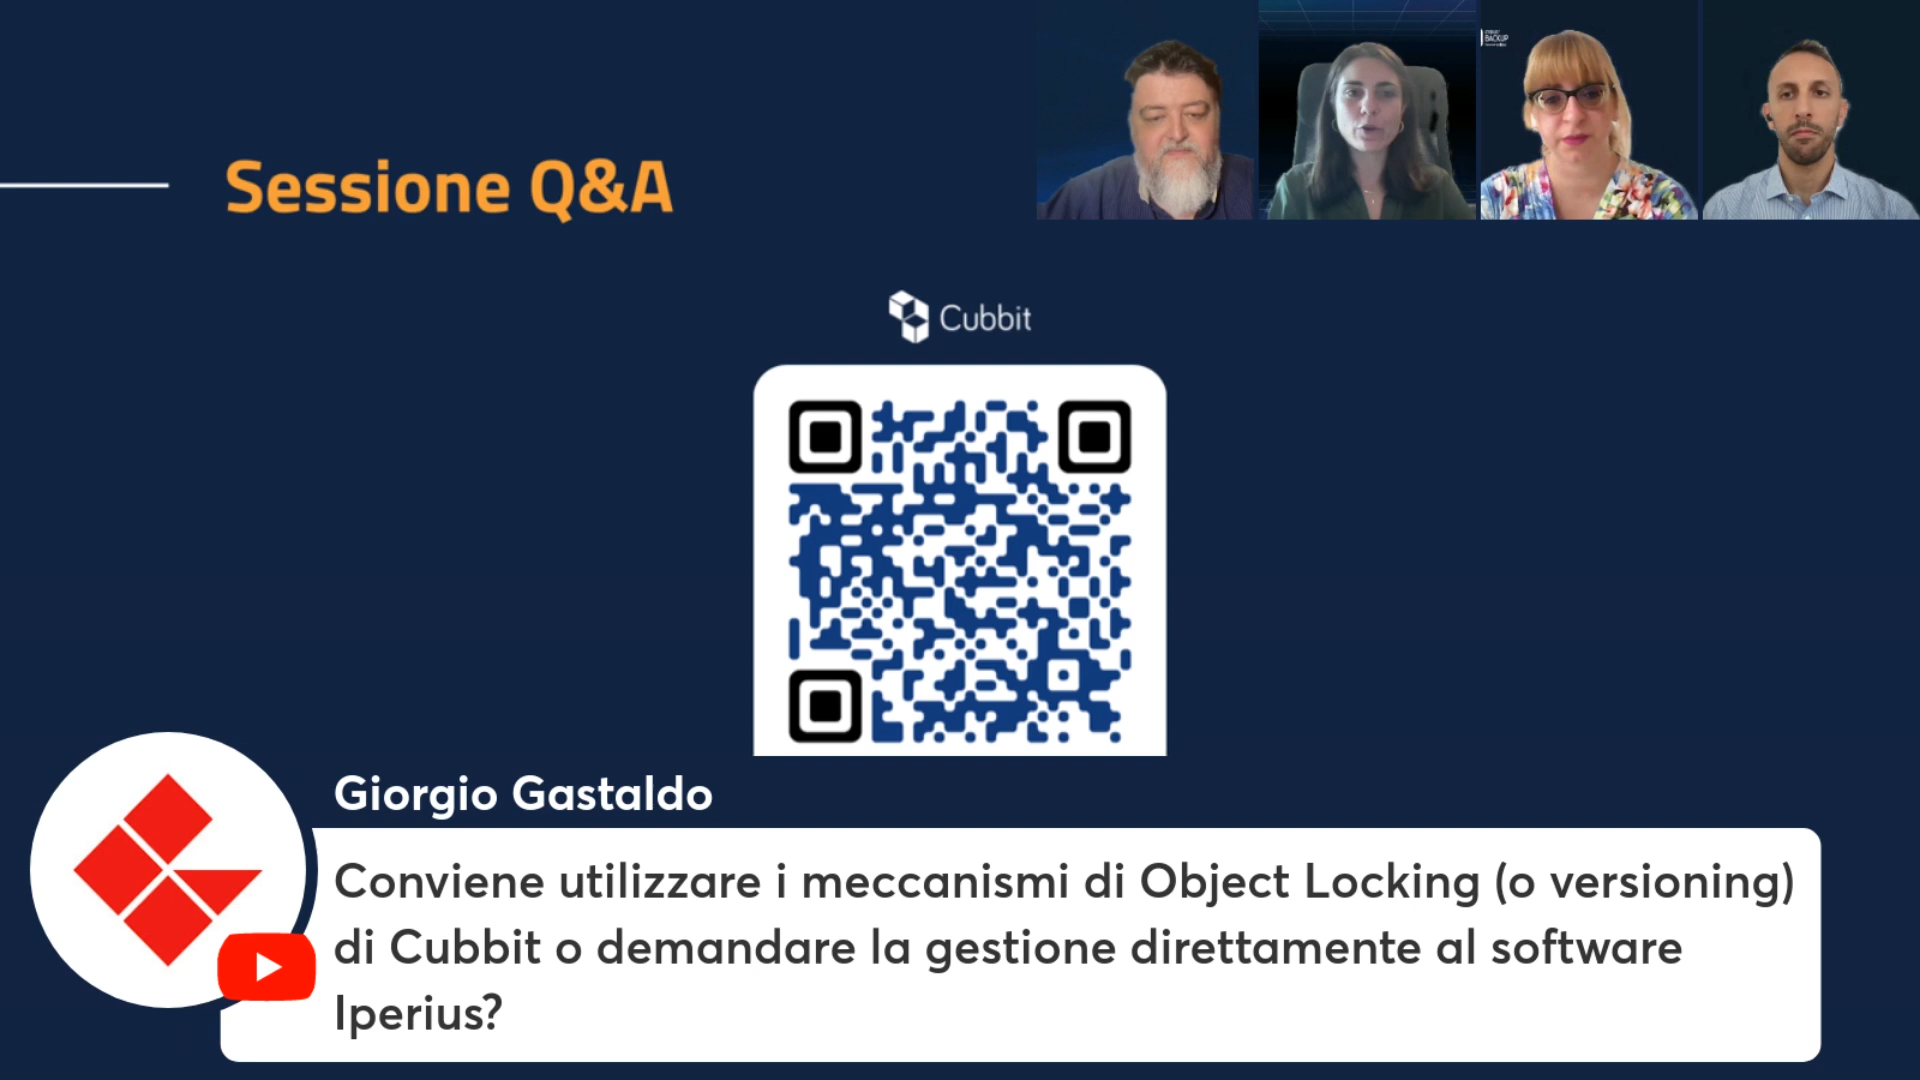 BACKUP
Sessione Q&A
Cubbit
Giorgio Gastaldo
Conviene utilizzare i meccanismi di Object Locking (o versioning)
di Cubbit o demandare la gestione direttamente al software
Iperius?